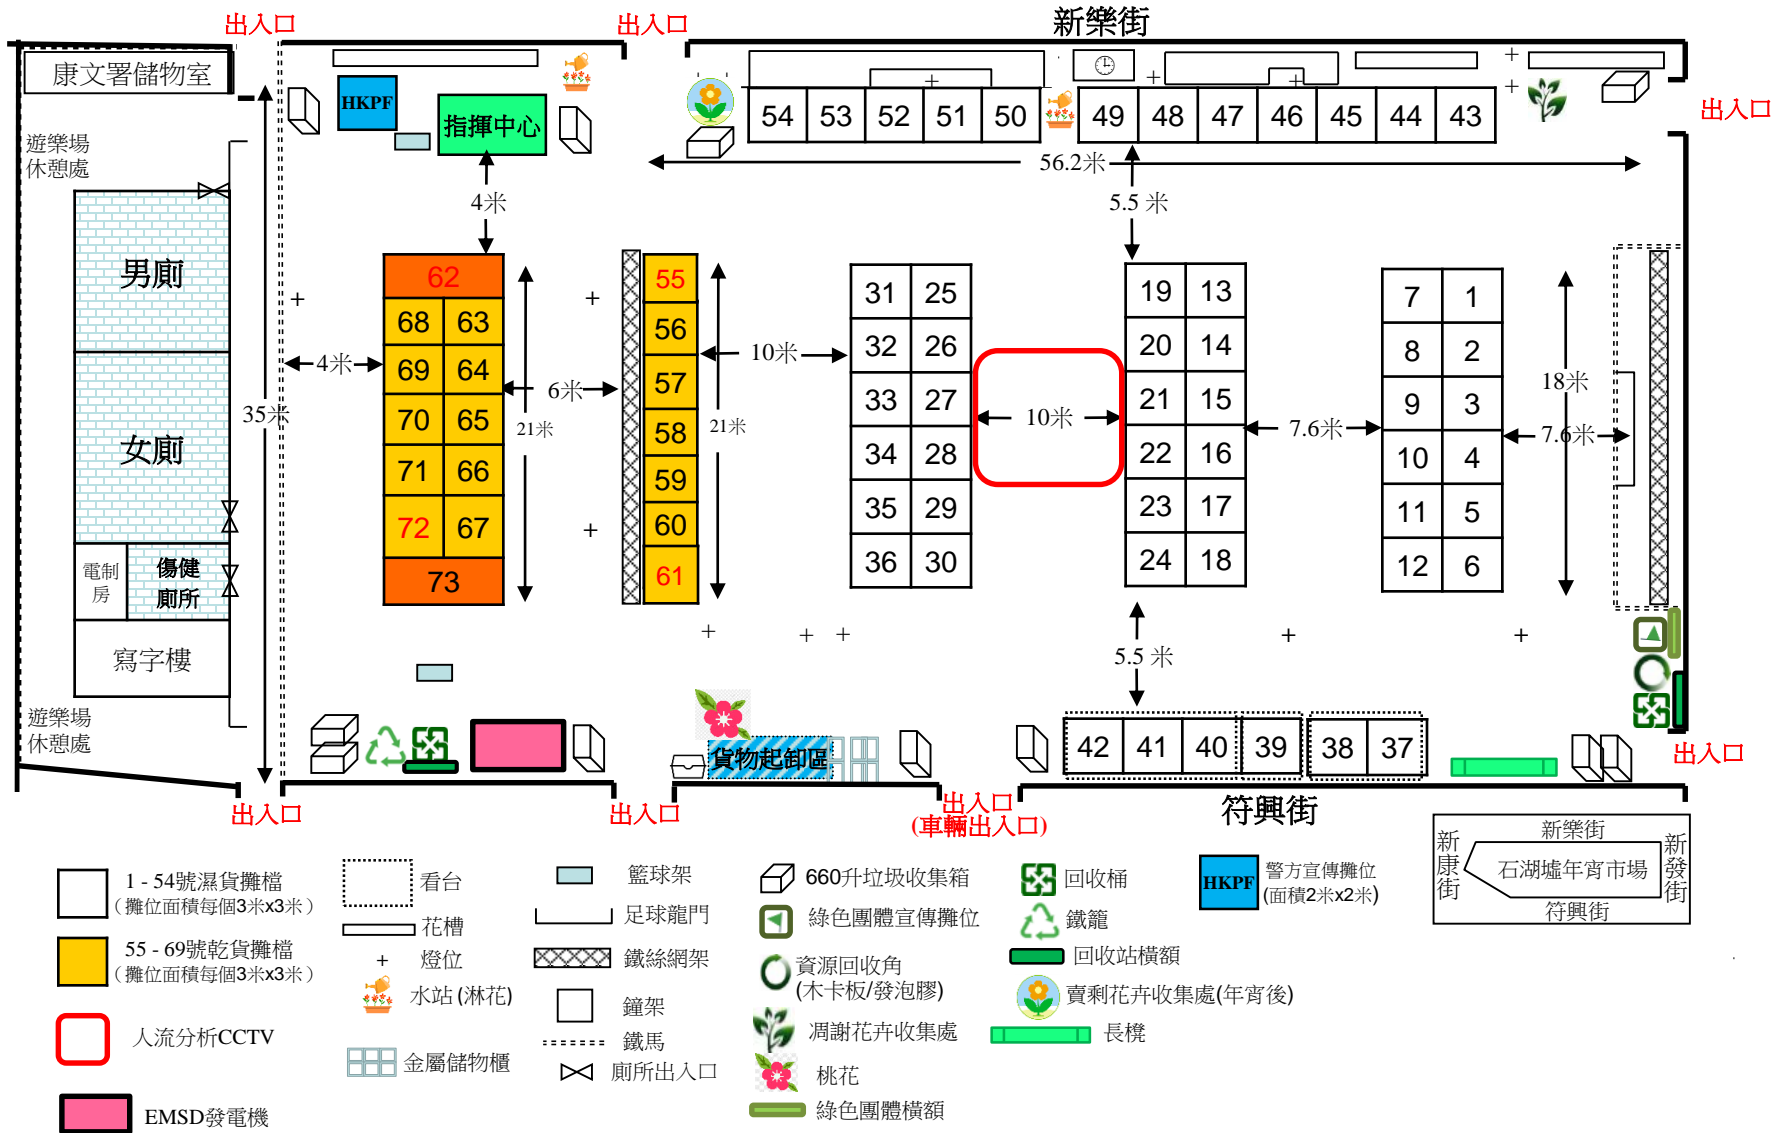 出入口
出入口
新樂街
康文署儲物室
HKPF
指揮中心
54 53 52 51 50
49 48 47 46 45 44 43
出入口
遊樂場
休憩處
56.2米
4米
5.5 米
男廁
62
68 63
69 64
70 65
71 66
72 67
73
55
56
57
58
59
60
61
31 25
32 26
33 27
34 28
35 29
36 30
19 13
20 14
21 15
22 16
23 17
24 18
7 1
8 2
9 3
10 4
11 5
12 6
4米
6米
10米
10米
7.6米
7.6米
18米
35米
21米
21米
女廁
電制
房
傷健
廁所
寫字樓
5.5 米
遊樂場
休憩處
貨物起卸區
42 41 40 39 38 37
出入口
出入口
出入口
出入口
(車輛出入口)
符興街
1 - 54號濕貨攤檔
（攤位面積每個3米x3米）
55 - 69號乾貨攤檔
（攤位面積每個3米x3米）
人流分析CCTV
EMSD發電機
看台
花槽
燈位
水站 (淋花)
金屬儲物櫃
籃球架
足球龍門
鐵絲網架
鐘架
鐵馬
廁所出入口
660升垃圾收集箱
綠色團體宣傳攤位
資源回收角
(木卡板/發泡膠)
凋謝花卉收集處
桃花
綠色團體橫額
回收桶
鐵籠
回收站橫額
賣剩花卉收集處(年宵後)
長櫈
HKPF
警方宣傳攤位
(面積2米x2米)
新樂街
新康街
石湖墟年宵市場
新發街
符興街